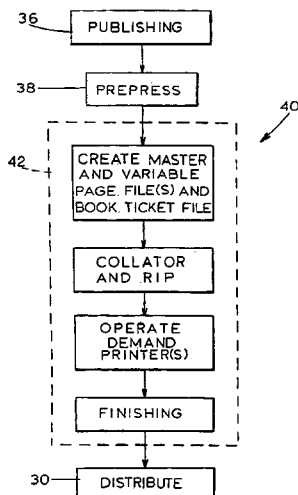 36
PUBLISHING
38
PREPRESS
40
42
CREATE MASTER
AND VARIABLE
PAGE. FILE(S) AND
BOOK. TICKET FILE
COLLATOR
AND RIP
OPERATE
DEMAND
PRINTER(S)
FINISHING
30
DISTRIBUTE